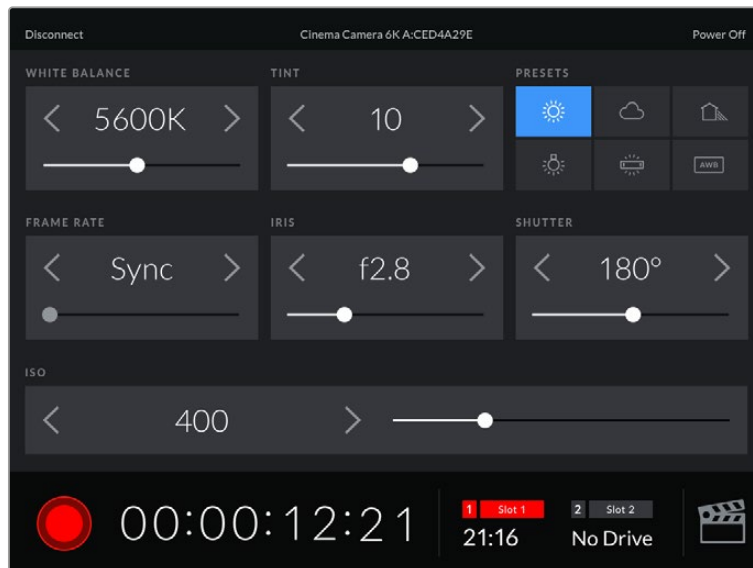 Disconnect
Cinema Camera 6K A:CED4A29E
Power Off
WHITE BALANCE
TINT
PRESETS
5600K
10
AWB
FRAME RATE
IRIS
SHUTTER
Sync
f2.8
180°
ISO
400
00:00:12:21
1 Slot 1
2 Slot 2
21:16
No Drive